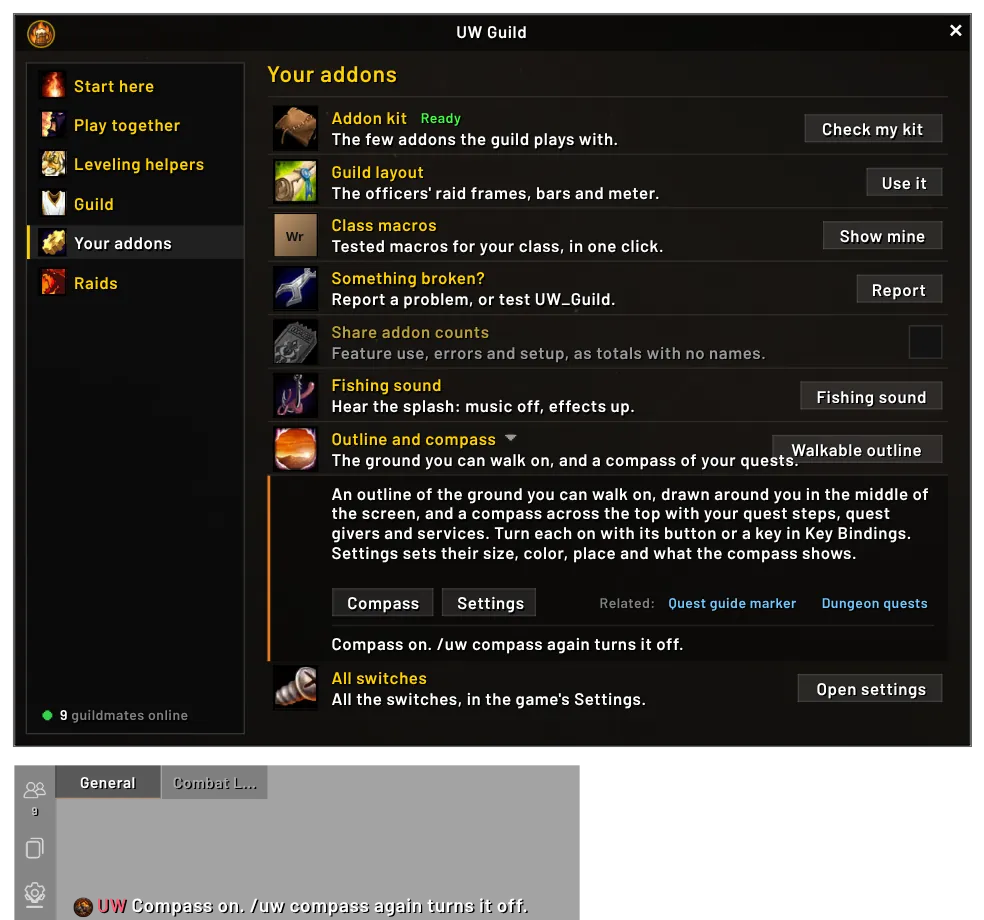 UW Guild
Start here
Play together
Leveling helpers
Guild
Your addons
Raids
9 guildmates online
Your addons
Addon kit Ready
The few addons the guild plays with.
Check my kit
Guild layout
The officers' raid frames, bars and meter.
Use it
Wr
Class macros
Tested macros for your class, in one click.
Show mine
Something broken?
Report a problem, or test UW_Guild.
Report
Share addon counts
Feature use, errors and setup, as totals with no names.
Fishing sound
Hear the splash: music off, effects up.
Fishing sound
Outline and compass
The ground you can walk on, and a compass of your quests.
Walkable outline
An outline of the ground you can walk on, drawn around you in the middle of
the screen, and a compass across the top with your quest steps, quest
givers and services. Turn each on with its button or a key in Key Bindings.
Settings sets their size, color, place and what the compass shows.
Compass Settings Related: Quest guide marker Dungeon quests
Compass on. /uw compass again turns it off.
All switches
All the switches, in the game's Settings.
Open settings
General Combat L...
9
UW Compass on. /uw compass again turns it off.